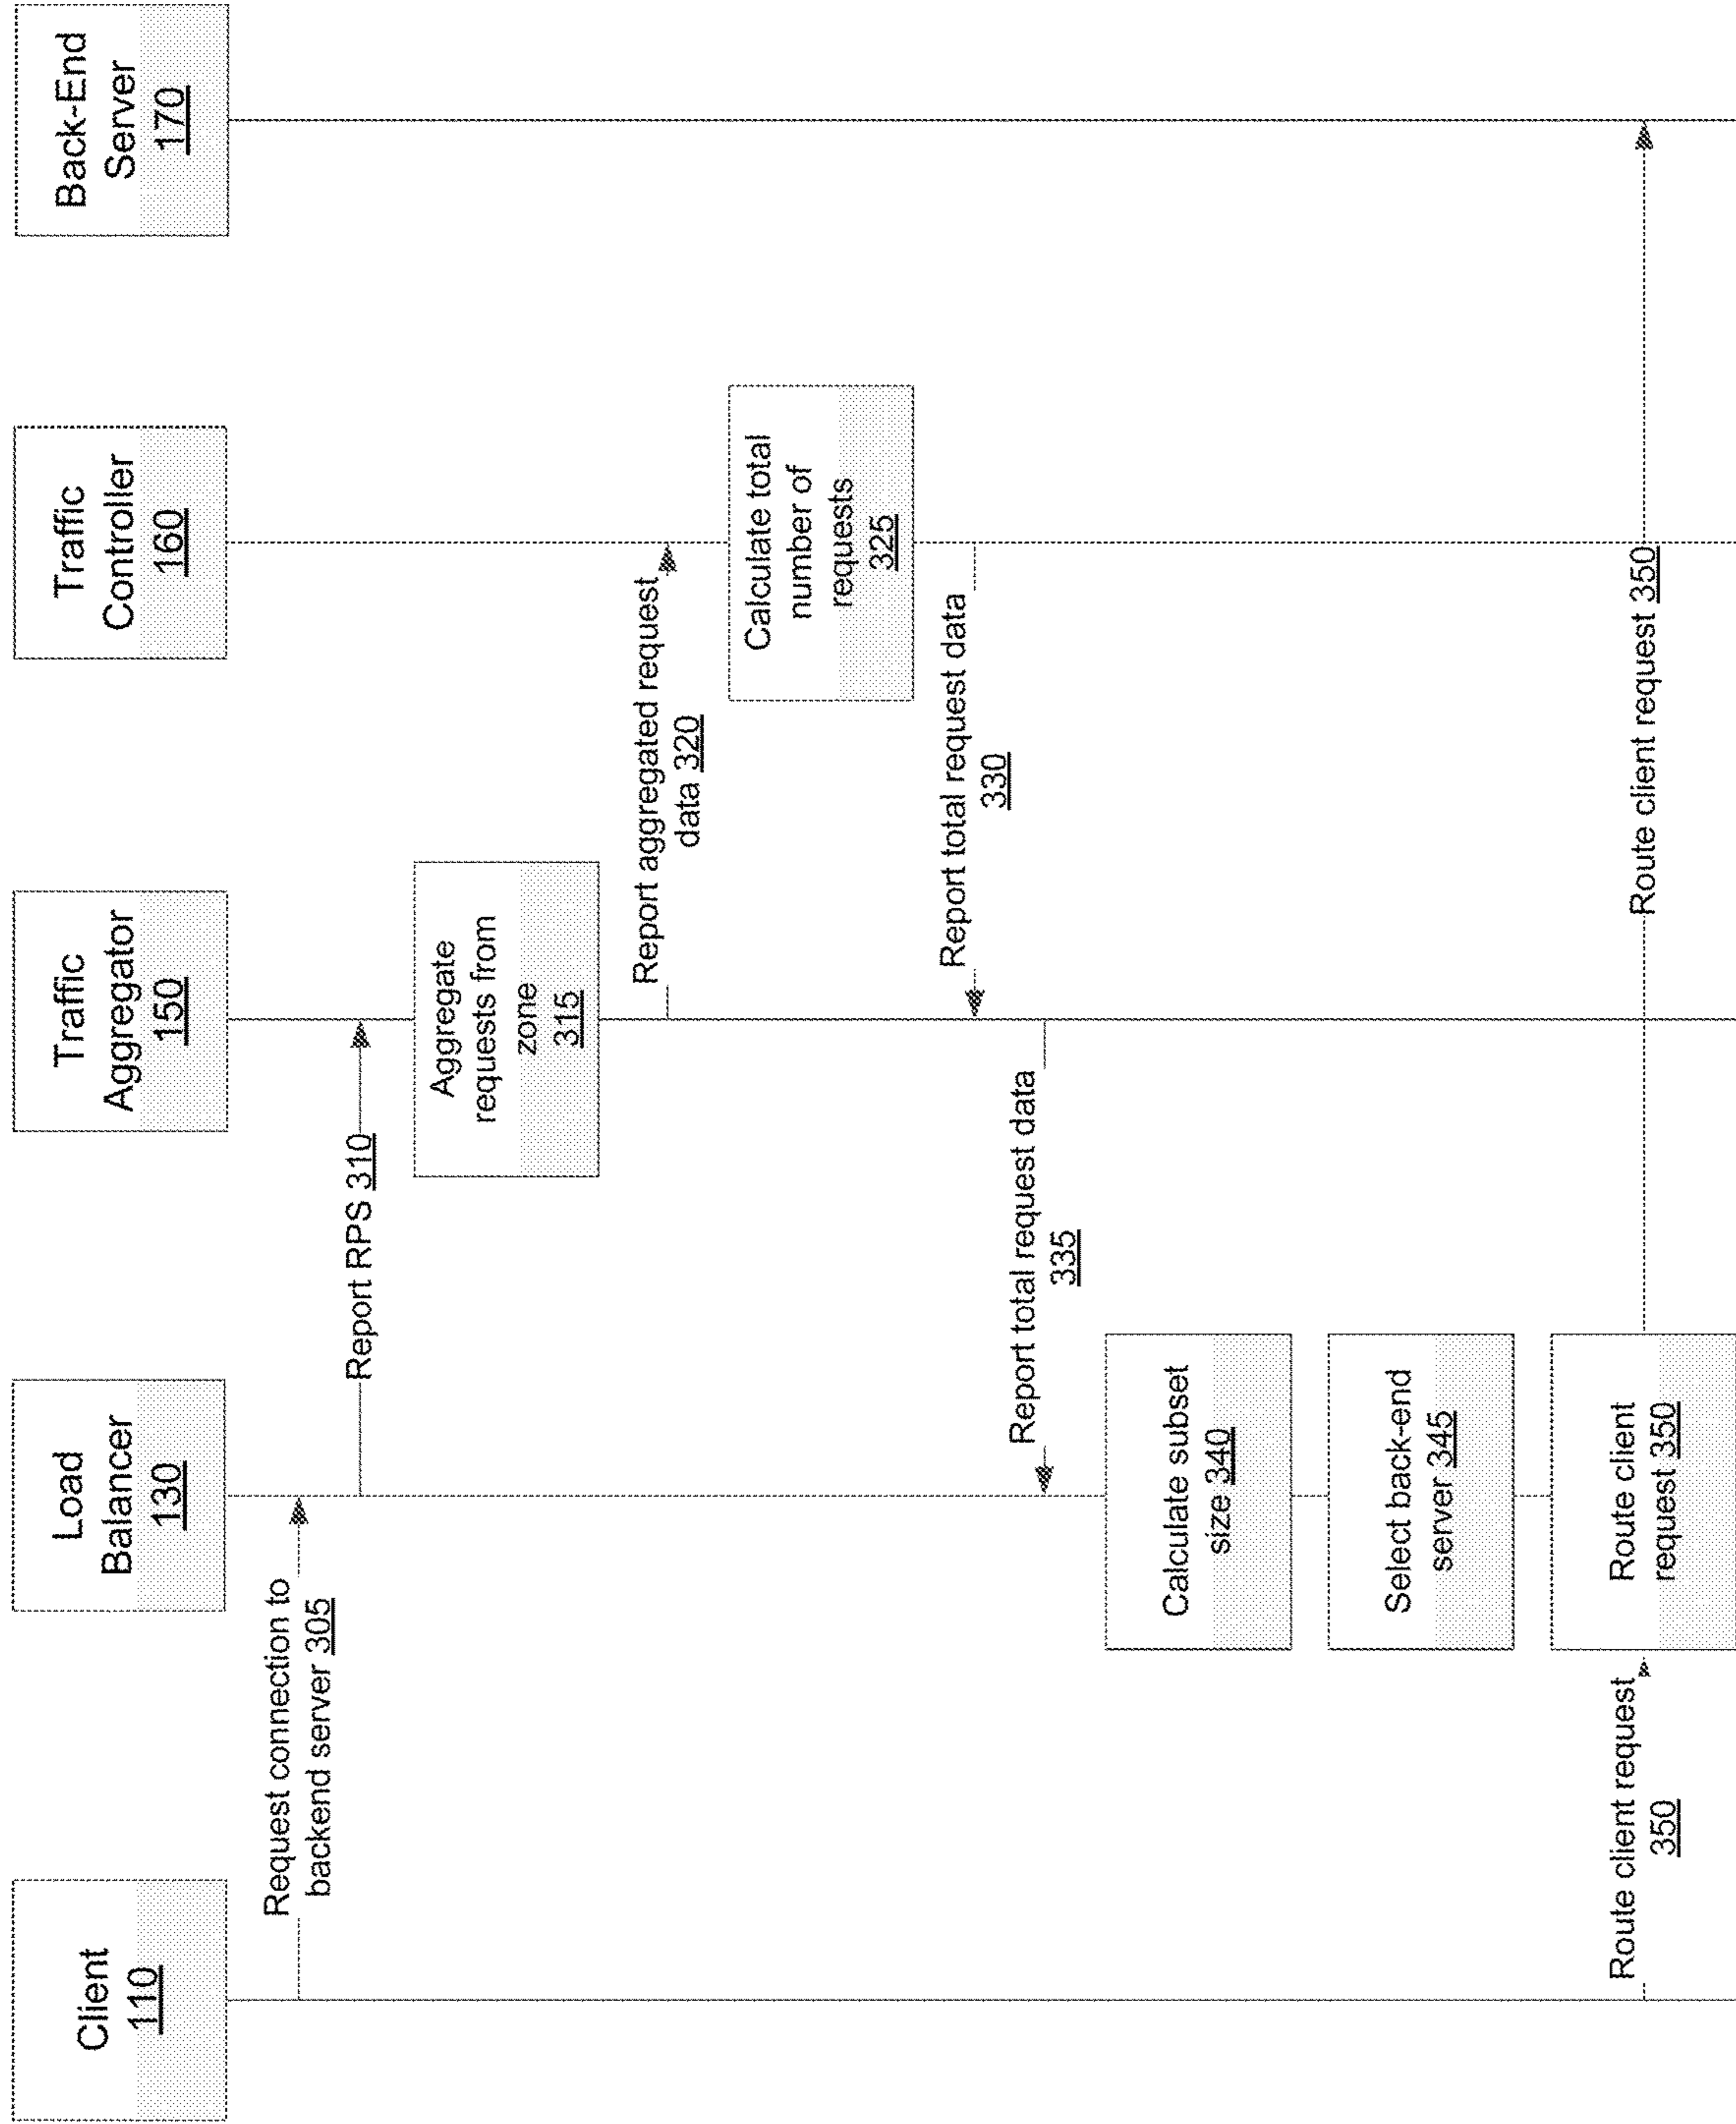 Client
110
Load
Balancer
130
Traffic
Aggregator
150
Traffic
Controller
160
Back-End
Server
170
Request connection to
backend server 305
Report RPS 310
Aggregate
requests from
zone
315
Report aggregated request
data 320
Calculate total
number of
requests
325
Report total request data
330
Report total request data
335
Calculate subset
size 340
Select back-end
server 345
Route client request
350
Route client
request 350
Route client request 350